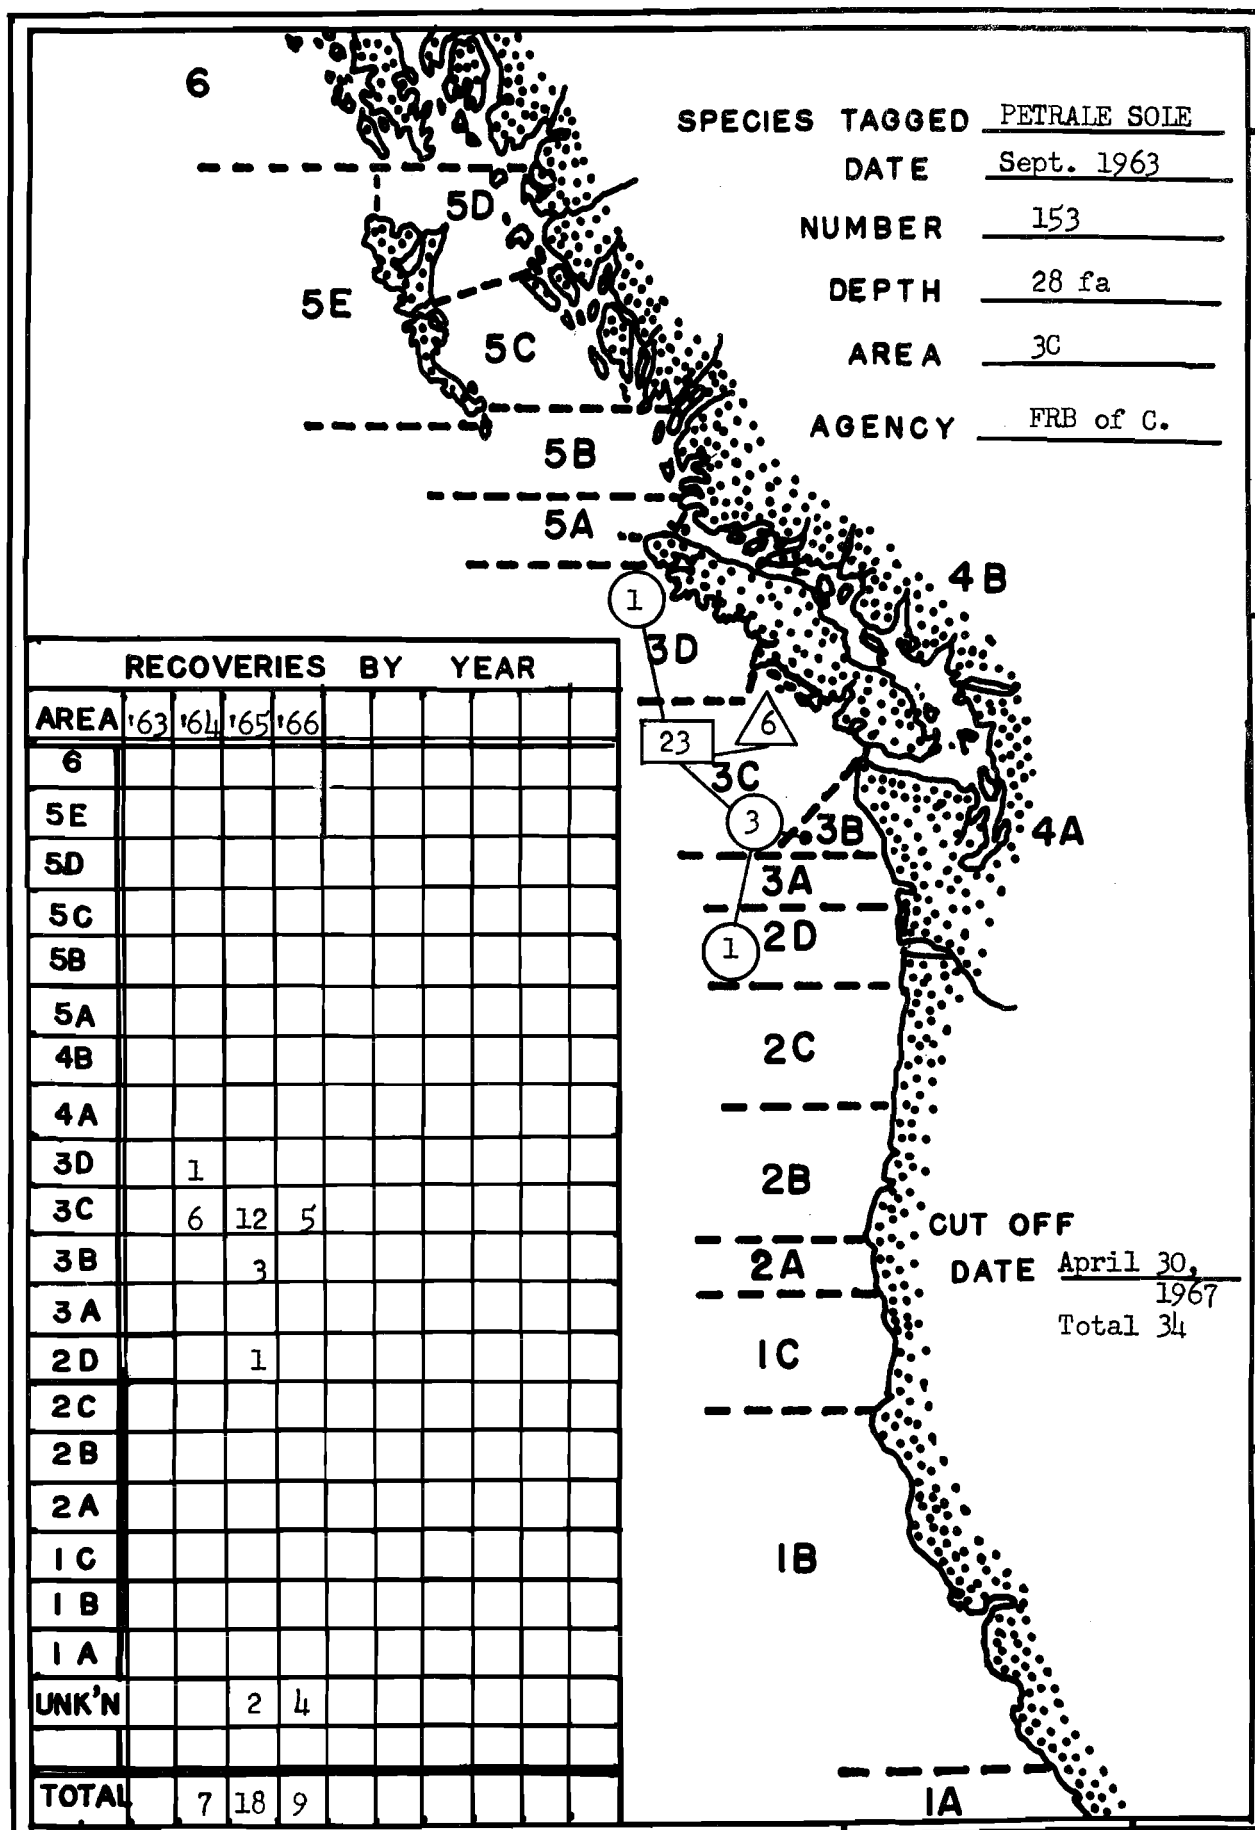 6
SPECIES TAGGED PETRALE SOLE
DATE Sept. 1963
5D
NUMBER 153
5E
DEPTH 28 fa
5C
AREA 3C
AGENCY FRB of C.
5B
5A
4B
1
3D
6
23
3C
3
3B
4A
3A
2D
1
2C
2B
CUT OFF
DATE April 30,
1967
Total 34
2A
1C
1B
1A
RECOVERIES BY YEAR
AREA '63 '64 '65 '66
6
5E
5D
5C
5B
5A
4B
4A
3D 1
3C 6 12 5
3B 3
3A
2D 1
2C
2B
2A
1C
1B
1A
UNK'N 2 4
TOTAL 7 18 9